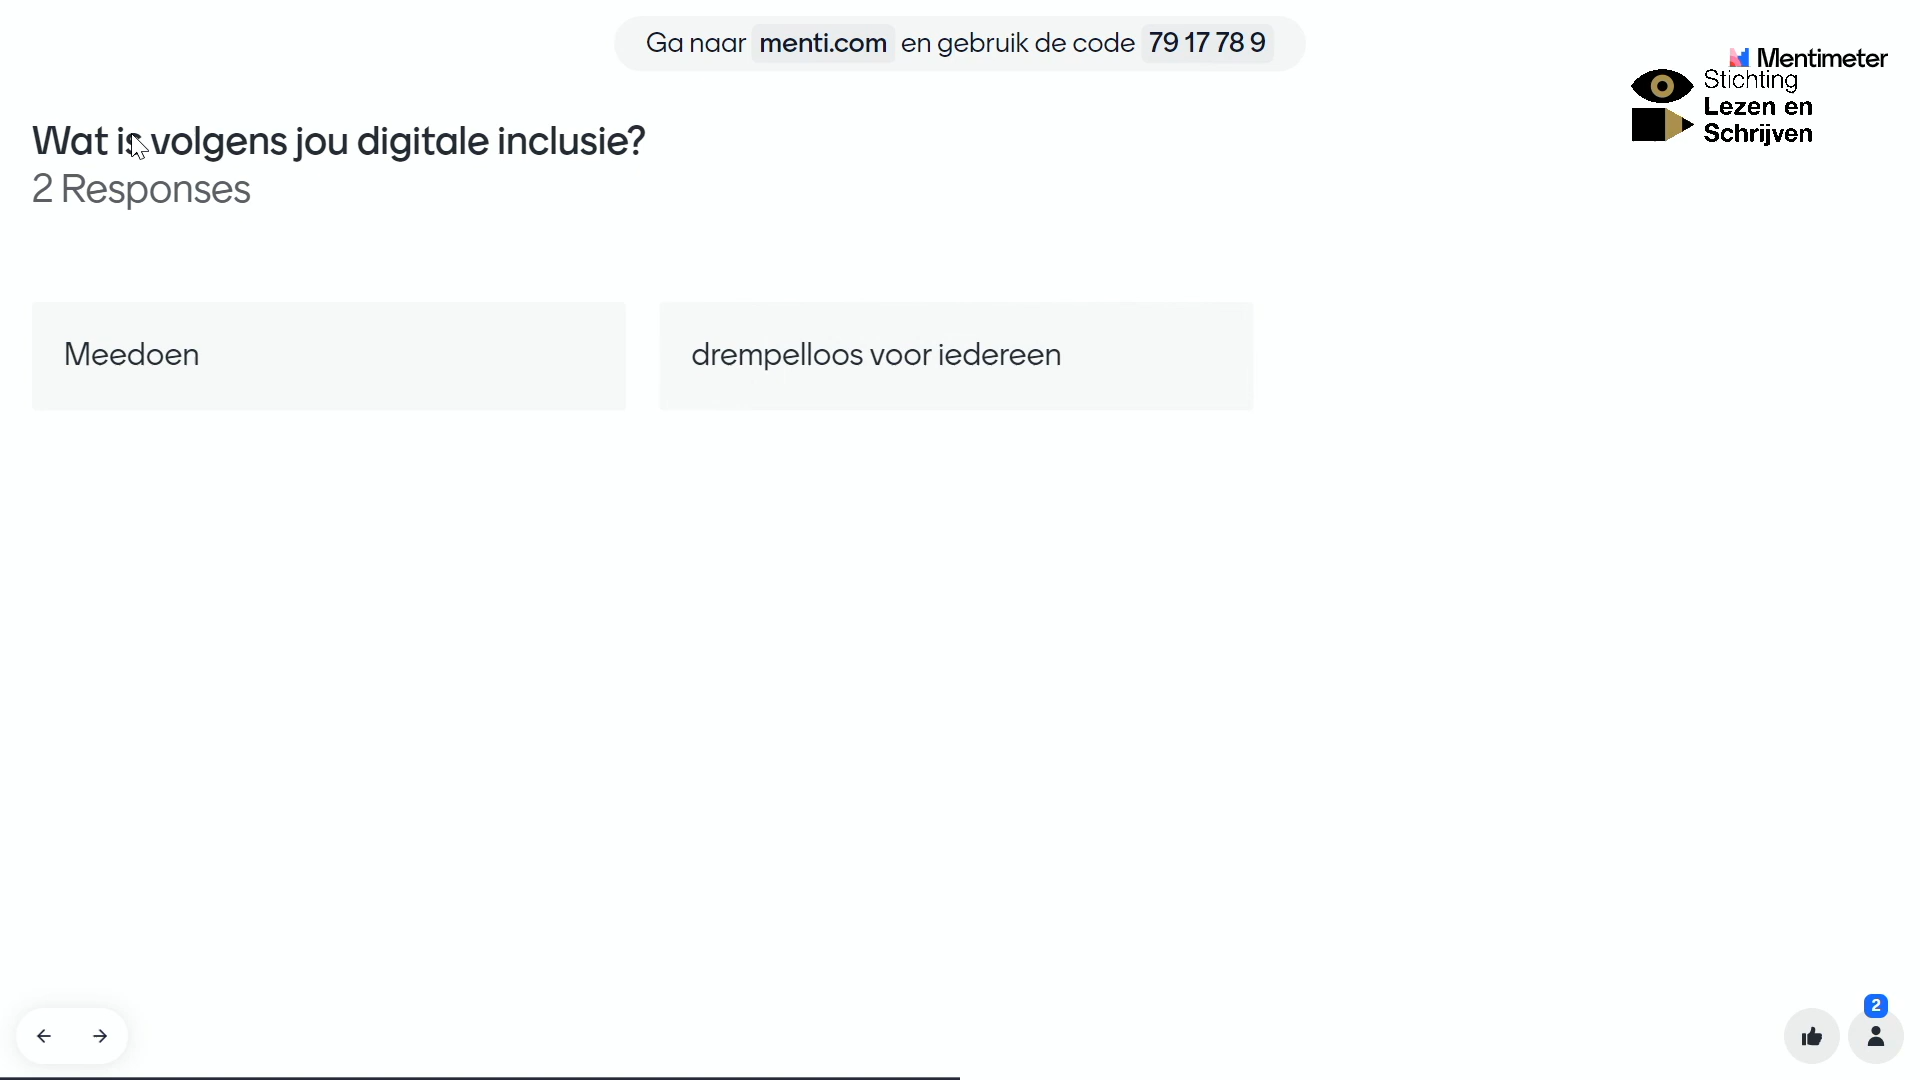 Ga naar menti.com en gebruik de code 79 17 78 9
Mentimeter
Stichting
Lezen en
Schrijven
Wat is volgens jou digitale inclusie?
2 Responses
Meedoen
drempelloos voor iedereen
2